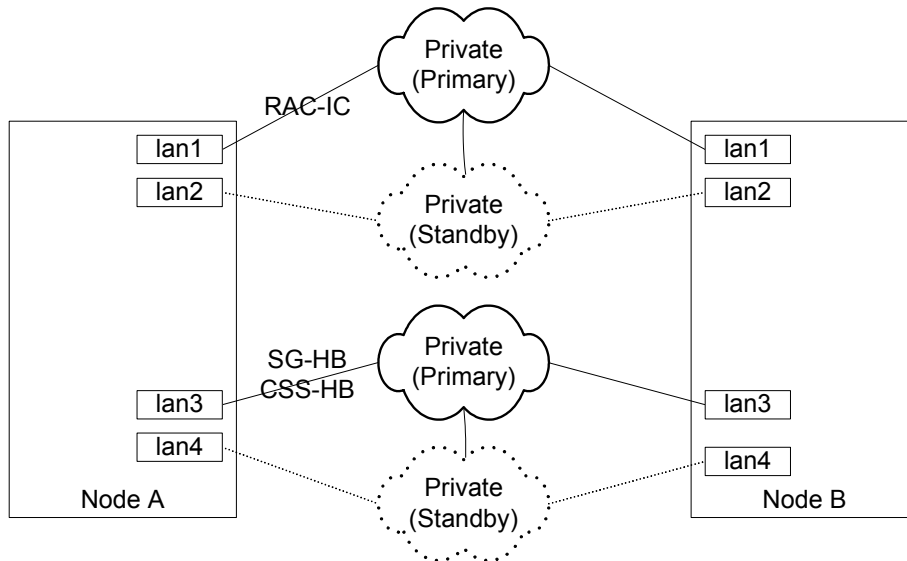 Private
(Primary)
RAC-IC
lan1
lan1
lan2
lan2
Private
(Standby)
SG-HB
CSS-HB
Private
(Primary)
lan3
lan3
lan4
lan4
Private
(Standby)
Node A
Node B